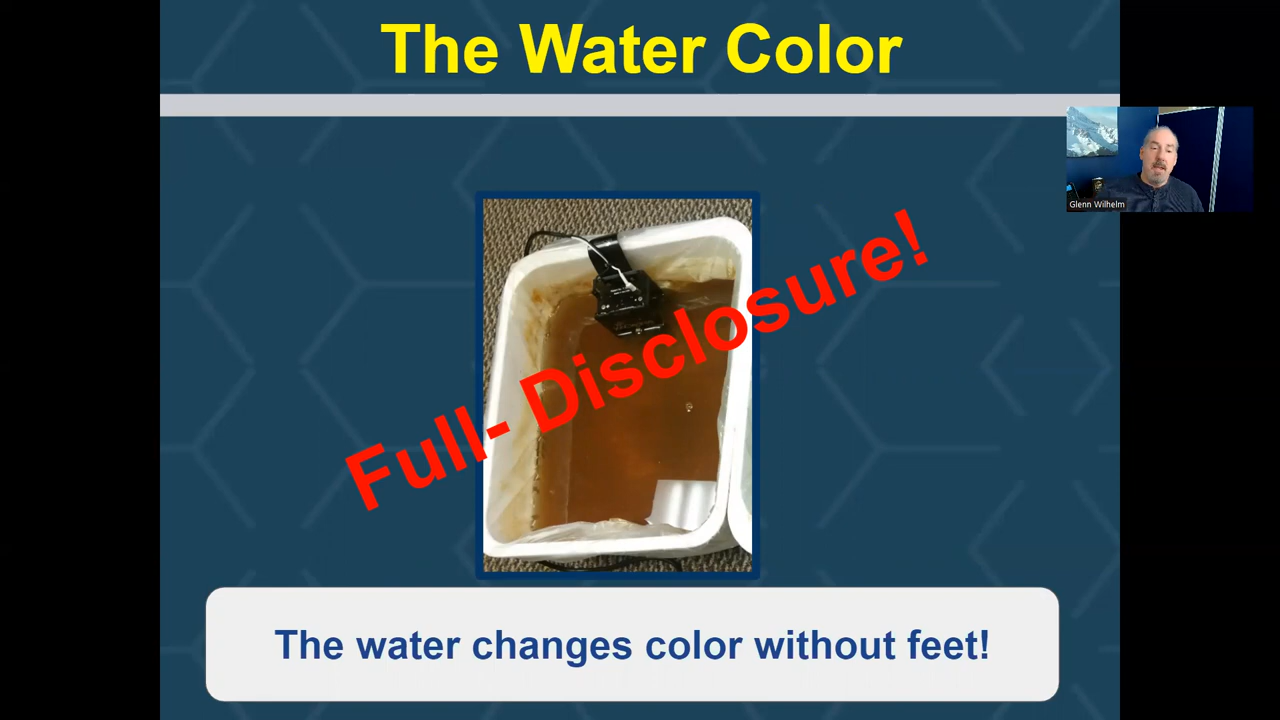 The Water Color
Glenn Wilhelm
Full- Disclosure!
The water changes color without feet!